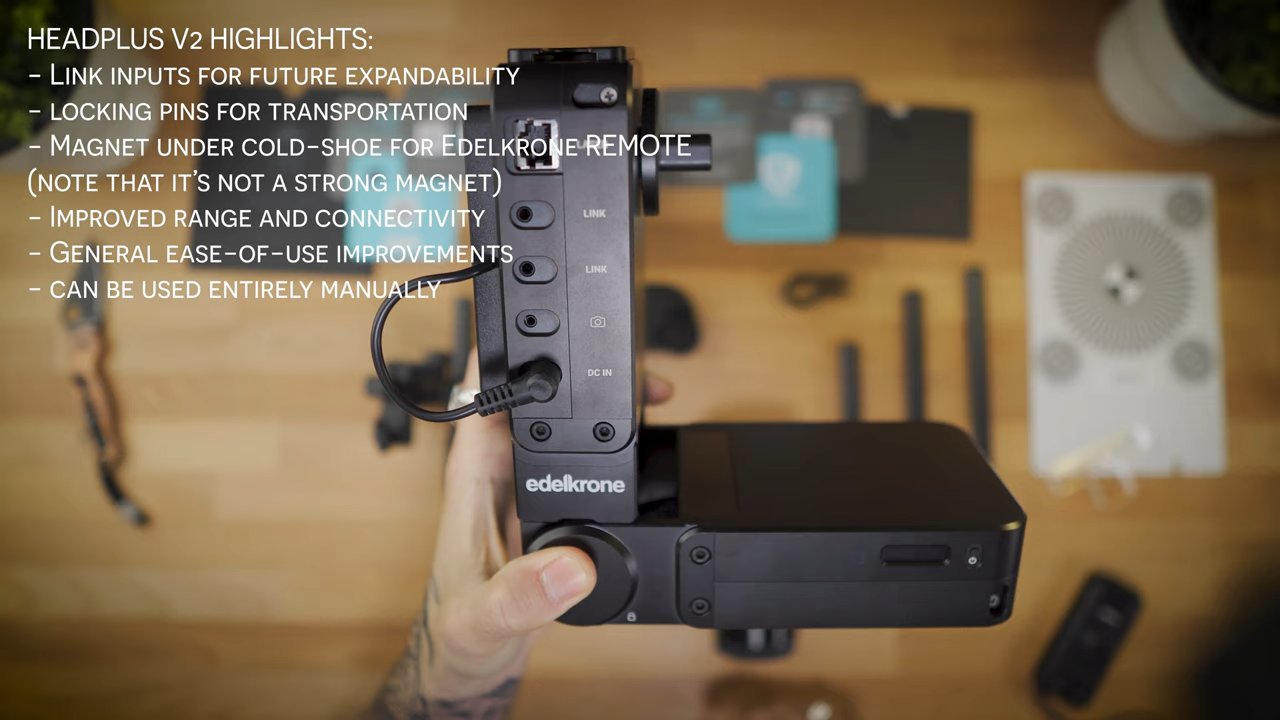 HEADPLUS V2 HIGHLIGHTS:
- LINK INPUTS FOR FUTURE EXPANDABILITY
- LOCKING PINS FOR TRANSPORTATION
- MAGNET UNDER COLD-SHOE FOR EDELKRONE REMOTE
(NOTE THAT IT'S NOT A STRONG MAGNET)
- IMPROVED RANGE AND CONNECTIVITY
- GENERAL EASE-OF-USE IMPROVEMENTS
- CAN BE USED ENTIRELY MANUALLY
LINK
LINK
DC IN
edelkrone